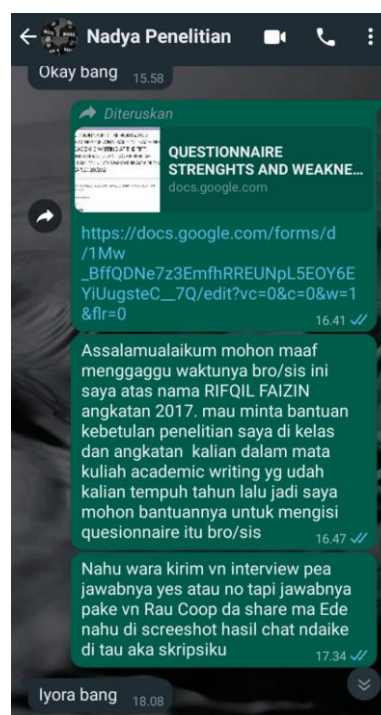 Nadya Penelitian
Okay bang 15.58
Diteruskan
QUESTIONNAIRE
STRENGHTS AND WEAKNE...
docs.google.com
https://docs.google.com/forms/d
/1Mw
_BffQDNe7z3EmfhRREUNpL5EOY6E
YiUugsteC__7Q/edit?vc=0&c=0&w=1
&flr=0
16.41
Assalamualaikum mohon maaf
menggaggu waktunya bro/sis ini
saya atas nama RIFQIL FAIZIN
angkatan 2017. mau minta bantuan
kebetulan penelitian saya di kelas
dan angkatan kalian dalam mata
kuliah academic writing yg udah
kalian tempuh tahun lalu jadi saya
mohon bantuannya untuk mengisi
quesionnaire itu bro/sis
16.47
Nahu wara kirim vn interview pea
jawabnya yes atau no tapi jawabnya
pake vn Rau Coop da share ma Ede
nahu di screeshot hasil chat ndaike
di tau aka skripsiku
17.34
Iyora bang 18.08